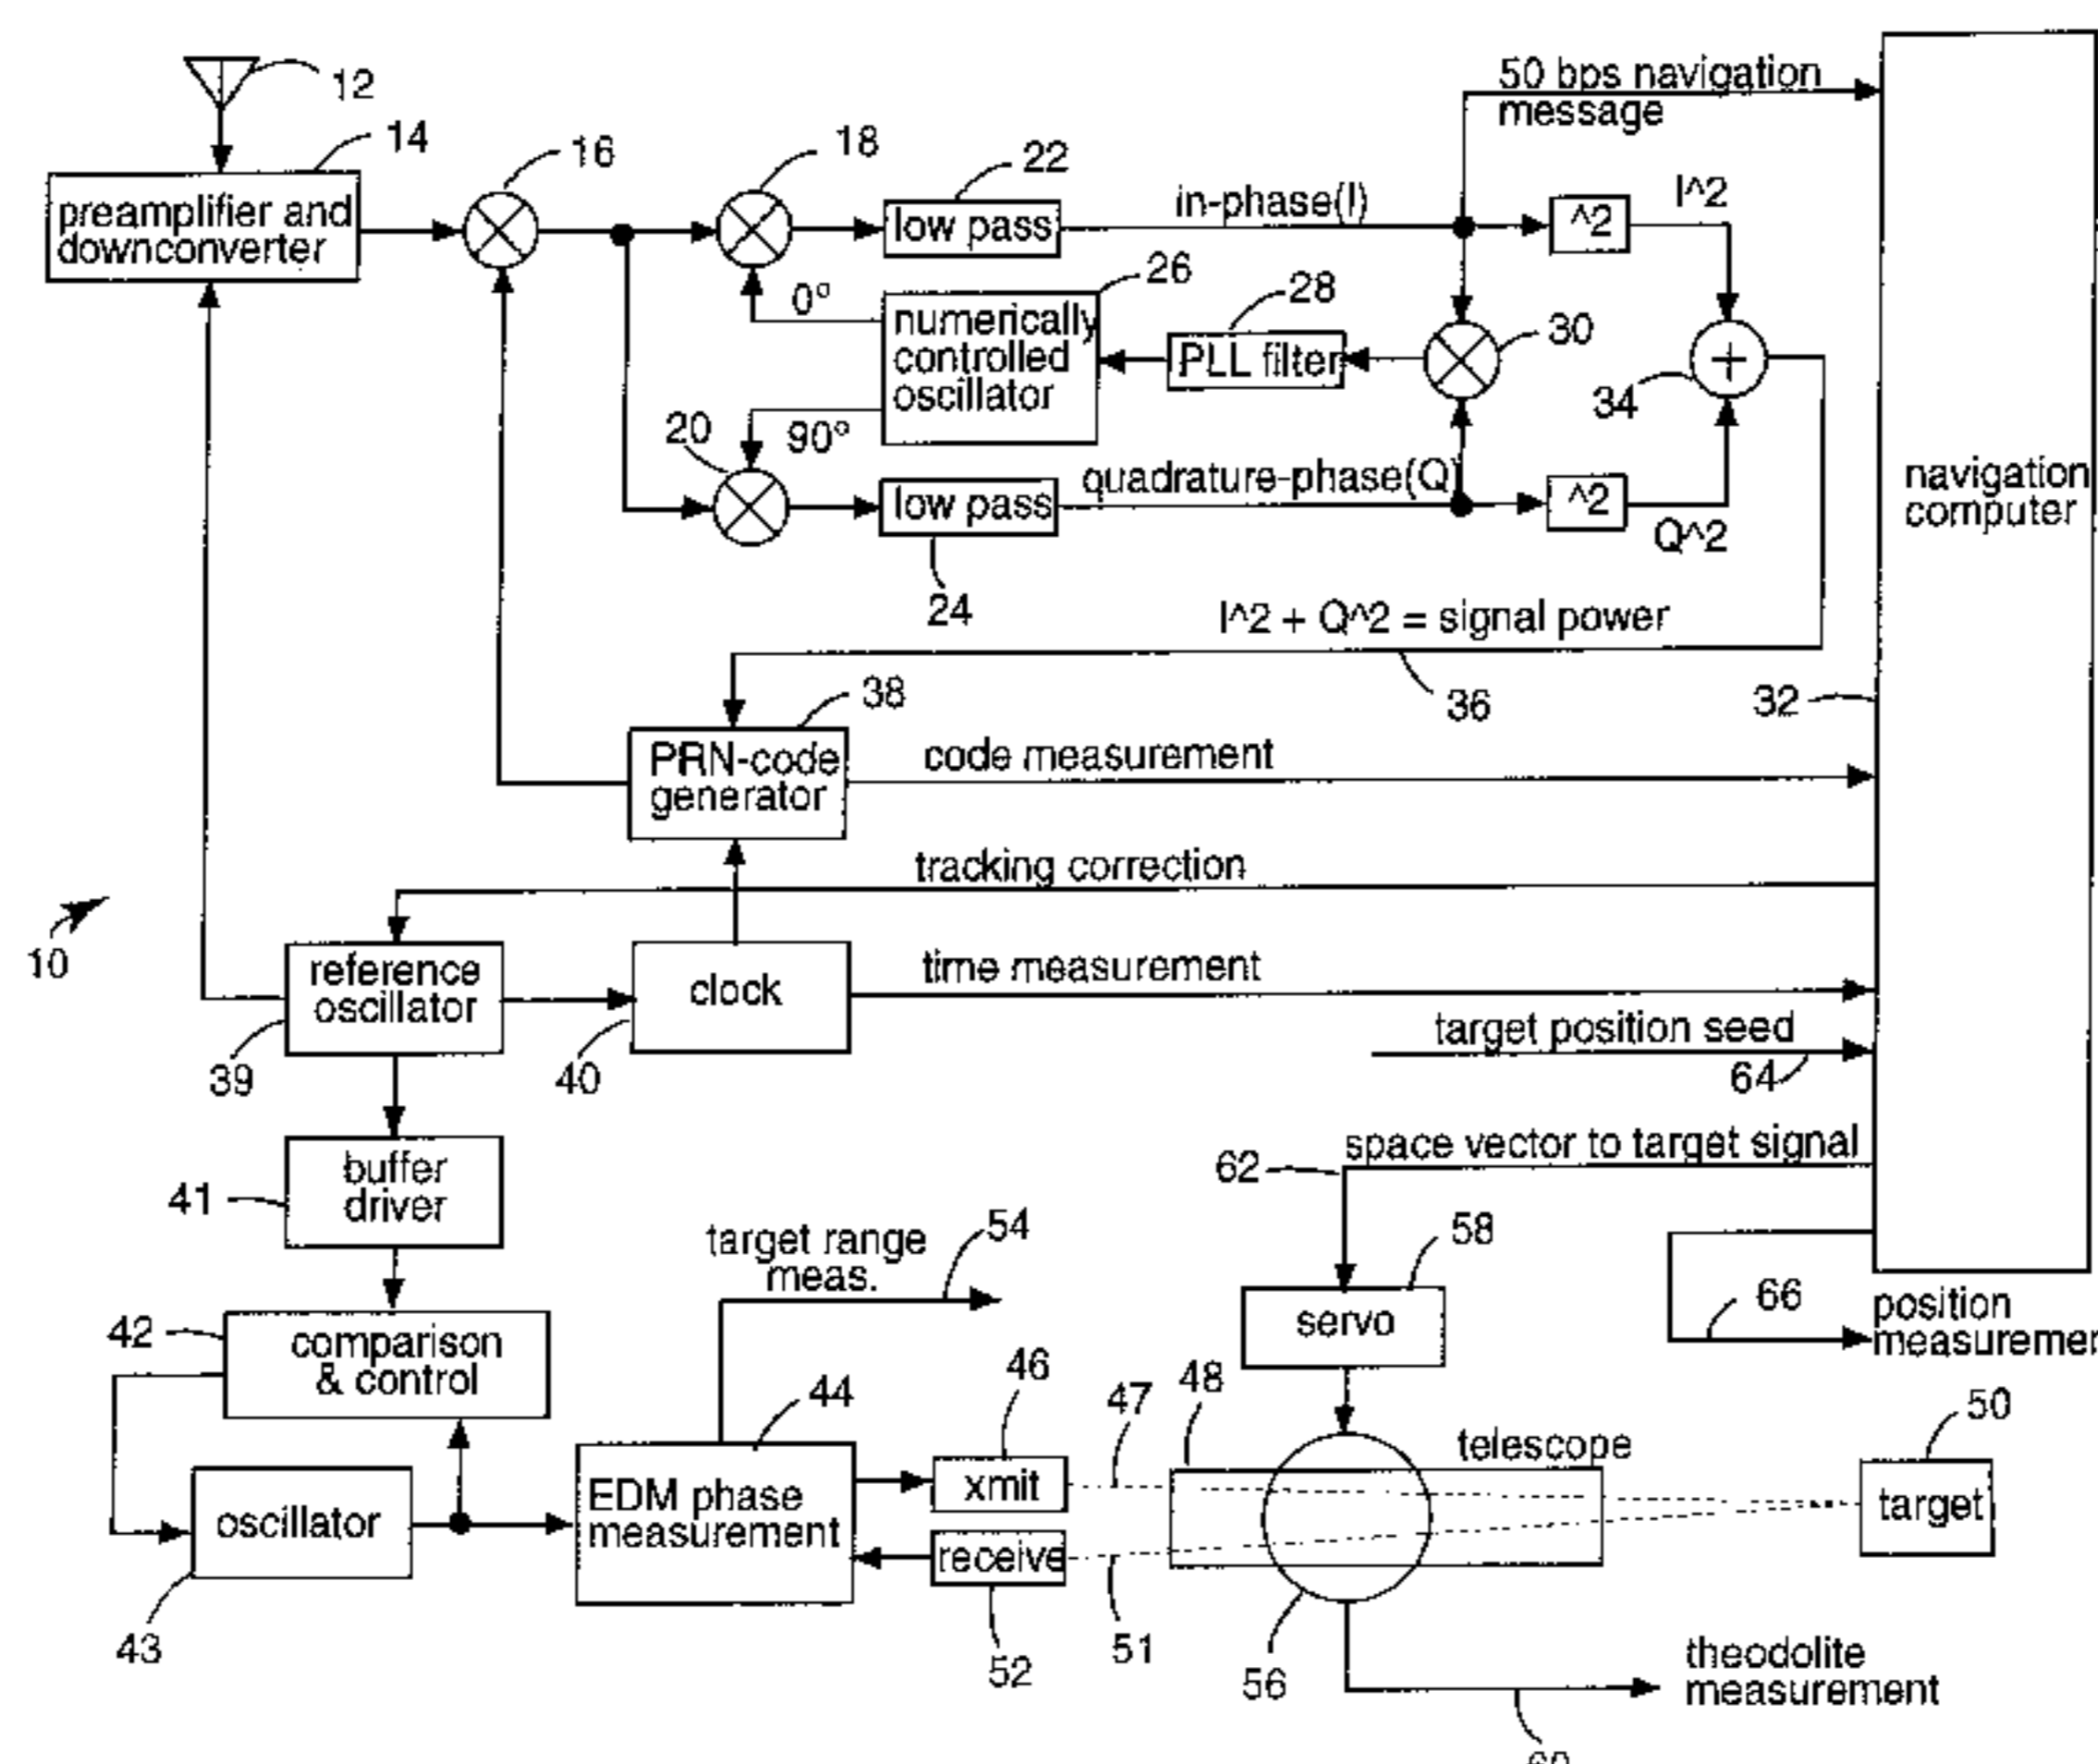 12
14
preamplifier and
downconverter
16
18
22
low pass
in-phase(I)
50 bps navigation
message
^2
I^2
0°
26
numerically
controlled
oscillator
28
PLL filter
30
+
34
20
90°
low pass
24
quadrature-phase(Q)
^2
Q^2
navigation
computer
I^2 + Q^2 = signal power
36
32
38
PRN-code
generator
code measurement
tracking correction
10
reference
oscillator
39
clock
40
time measurement
target position seed
64
space vector to target signal
62
buffer
driver
41
target range
meas.
54
58
servo
66
position
measuremen
42
comparison
& control
44
46
47
48
telescope
50
xmit
target
oscillator
43
EDM phase
measurement
receive
52
51
56
theodolite
measurement